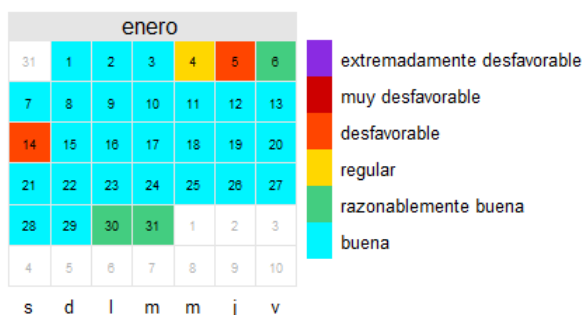 enero
31 1 2 3 4 5 6
7 8 9 10 11 12 13
14 15 16 17 18 19 20
21 22 23 24 25 26 27
28 29 30 31 1 2 3
4 5 6 7 8 9 10
s d l m m j v
extremadamente desfavorable
muy desfavorable
desfavorable
regular
razonablemente buena
buena